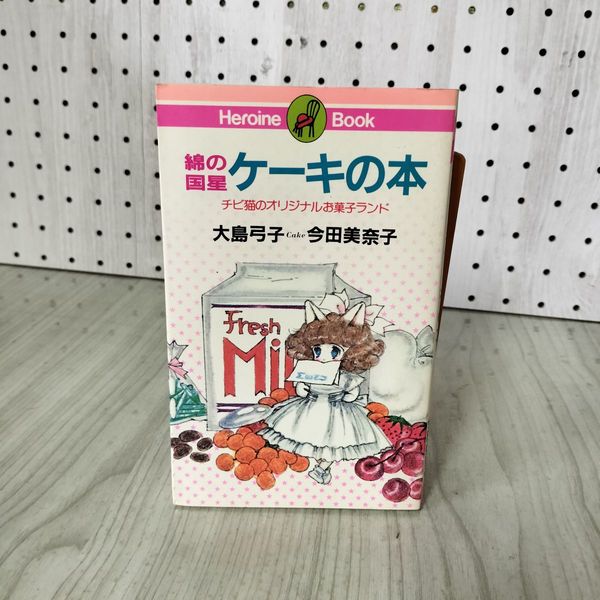 Heroine Book
綿の国星 ケーキの本
チビ猫のオリジナルお菓子ランド
大島弓子 Cake 今田美奈子
Fresh
Mi